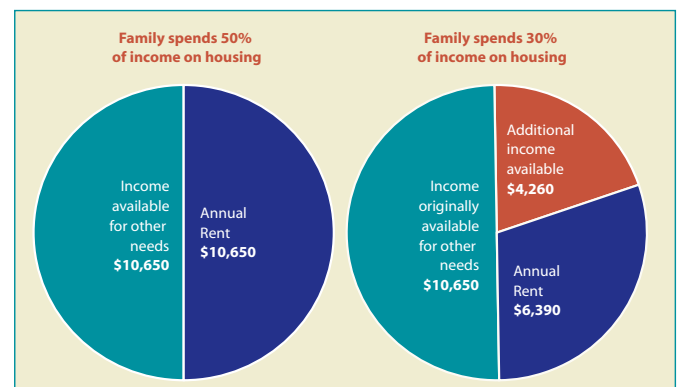 Family spends 50%
of income on housing
Income
available
for other
needs
$10,650
Annual
Rent
$10,650
Family spends 30%
of income on housing
Additional
income
available
$4,260
Income
originally
available
for other
needs
$10,650
Annual
Rent
$6,390